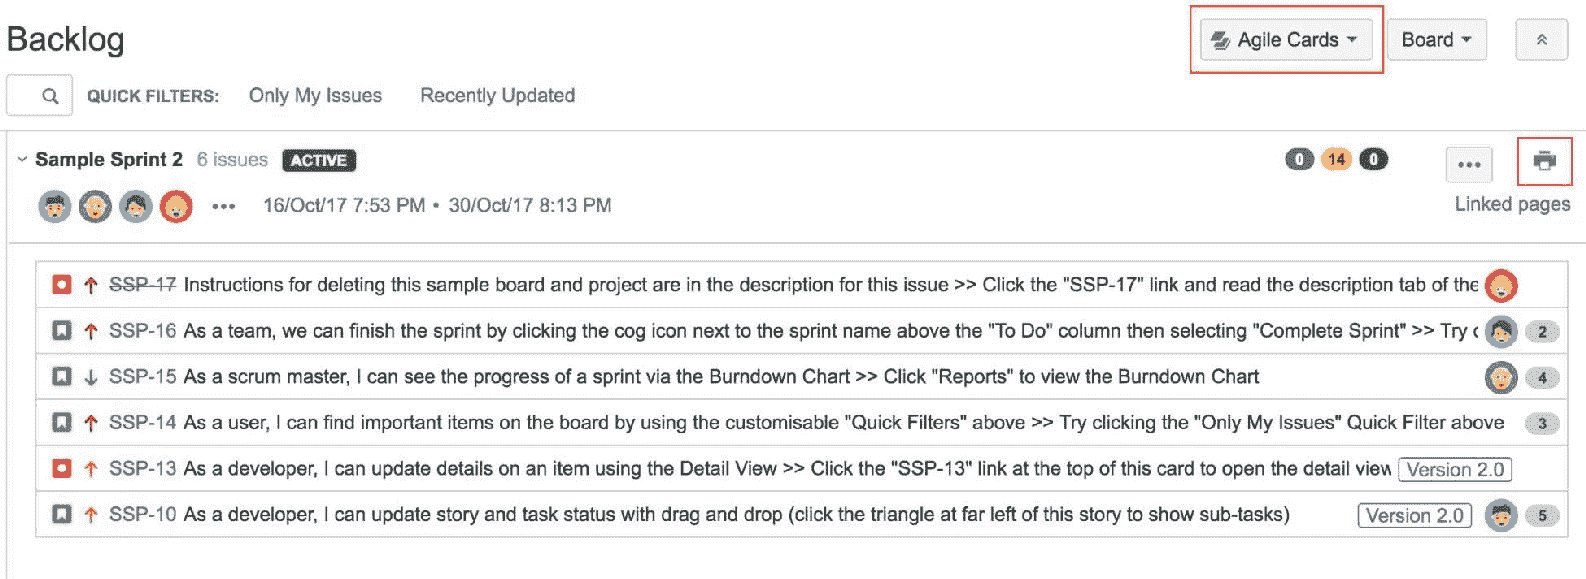 Backlog
Agile Cards
Board
QUICK FILTERS: Only My Issues Recently Updated
Sample Sprint 2 6 issues ACTIVE 0 14 0 •••
••• 16/Oct/17 7:53 PM • 30/Oct/17 8:13 PM Linked pages
SSP-17 Instructions for deleting this sample board and project are in the description for this issue >> Click the "SSP-17" link and read the description tab of the
SSP-16 As a team, we can finish the sprint by clicking the cog icon next to the sprint name above the "To Do" column then selecting "Complete Sprint" >> Try 2
SSP-15 As a scrum master, I can see the progress of a sprint via the Burndown Chart >> Click "Reports" to view the Burndown Chart 4
SSP-14 As a user, I can find important items on the board by using the customisable "Quick Filters" above >> Try clicking the "Only My Issues" Quick Filter above 3
SSP-13 As a developer, I can update details on an item using the Detail View >> Click the "SSP-13" link at the top of this card to open the detail view Version 2.0
SSP-10 As a developer, I can update story and task status with drag and drop (click the triangle at far left of this story to show sub-tasks) Version 2.0 5